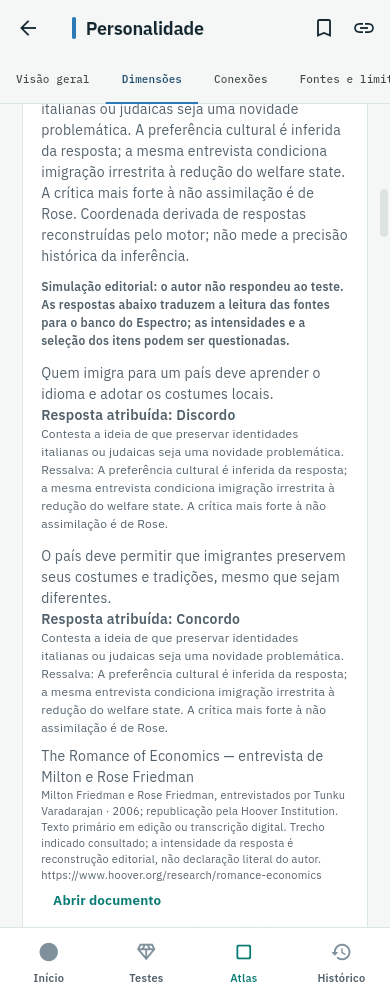 Personalidade
Visão geral
Dimensões
Conexões
Fontes e limit
italianas ou judaicas seja uma novidade
problemática. A preferência cultural é inferida
da resposta; a mesma entrevista condiciona
imigração irrestrita à redução do welfare state.
A crítica mais forte à não assimilação é de
Rose. Coordenada derivada de respostas
reconstruídas pelo motor; não mede a precisão
histórica da inferência.
Simulação editorial: o autor não respondeu ao teste.
As respostas abaixo traduzem a leitura das fontes
para o banco do Espectro; as intensidades e a
seleção dos itens podem ser questionadas.
Quem imigra para um país deve aprender o
idioma e adotar os costumes locais.
Resposta atribuída: Discordo
Contesta a ideia de que preservar identidades
italianas ou judaicas seja uma novidade problemática.
Ressalva: A preferência cultural é inferida da resposta;
a mesma entrevista condiciona imigração irrestrita à
redução do welfare state. A crítica mais forte à não
assimilação é de Rose.
O país deve permitir que imigrantes preservem
seus costumes e tradições, mesmo que sejam
diferentes.
Resposta atribuída: Concordo
Contesta a ideia de que preservar identidades
italianas ou judaicas seja uma novidade problemática.
Ressalva: A preferência cultural é inferida da resposta;
a mesma entrevista condiciona imigração irrestrita à
redução do welfare state. A crítica mais forte à não
assimilação é de Rose.
The Romance of Economics — entrevista de
Milton e Rose Friedman
Milton Friedman e Rose Friedman, entrevistados por Tunku
Varadarajan · 2006; republicação pela Hoover Institution.
Texto primário em edição ou transcrição digital. Trecho
indicado consultado; a intensidade da resposta é
reconstrução editorial, não declaração literal do autor.
https://www.hoover.org/research/romance-economics
Abrir documento
Início
Testes
Atlas
Histórico